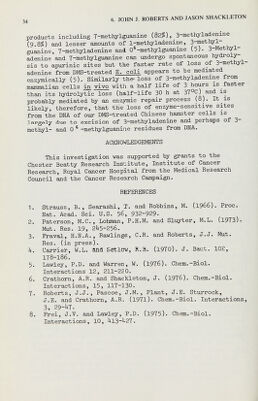 54
6. JOHN J. ROBERTS AND JASON SHACKLETON
products including 7-methylguanine (82%), 3-methyladenine
(9.8%) and lesser amounts of 1-methyladenine, 3-methyl-
guanine, 7-methyladenine and O⁶-methylguanine (5). 3-Methyl-
adenine and 7-methylguanine can undergo spontaneous hydroly-
sis to apurinic sites but the faster rate of loss of 3-methyl-
adenine from DMS-treated E. coli appears to be mediated
enzymically (5). Similarly the loss of 3-methyladenine from
mammalian cells in vivo with a half life of 3 hours is faster
than its hydrolytic loss (half-life 30 h at 37°C) and is
probably mediated by an enzymic repair process (8). It is
likely, therefore, that the loss of enzyme-sensitive sites
from the DNA of our DMS-treated Chinese hamster cells is
largely due to excision of 3-methyladenine and perhaps of 3-
methyl- and O⁶-methylguanine residues from DNA.
ACKNOWLEDGEMENTS
This investigation was supported by grants to the
Chester Beatty Research Institute, Institute of Cancer
Research, Royal Cancer Hospital from the Medical Research
Council and the Cancer Research Campaign.
REFERENCES
1. Strauss, B., Searashi, T. and Robbins, M. (1966). Proc.
Nat. Acad. Sci. U.S. 56, 932-929.
2. Paterson, M.C., Lohman, P.H.M. and Sluyter, M.L. (1973).
Mut. Res. 19, 245-256.
3. Fraval, H.N.A., Rawlings, C.R. and Roberts, J.J. Mut.
Res. (in press).
4. Carrier, W.L. and Setlow, R.B. (1970). J. Bact. 102,
178-186.
5. Lawley, P.D. and Warren, W. (1976). Chem.-Biol.
Interactions 12, 211-220.
6. Crathorn, A.R. and Shackleton, J. (1976). Chem.-Biol.
Interactions, 15, 117-130.
7. Roberts, J.J., Pascoe, J.M., Plant, J.E. Sturrock,
J.E. and Crathorn, A.R. (1971). Chem.-Biol. Interactions,
3, 29-47.
8. Frei, J.V. and Lawley, P.D. (1975). Chem.-Biol.
Interactions, 10, 413-427.